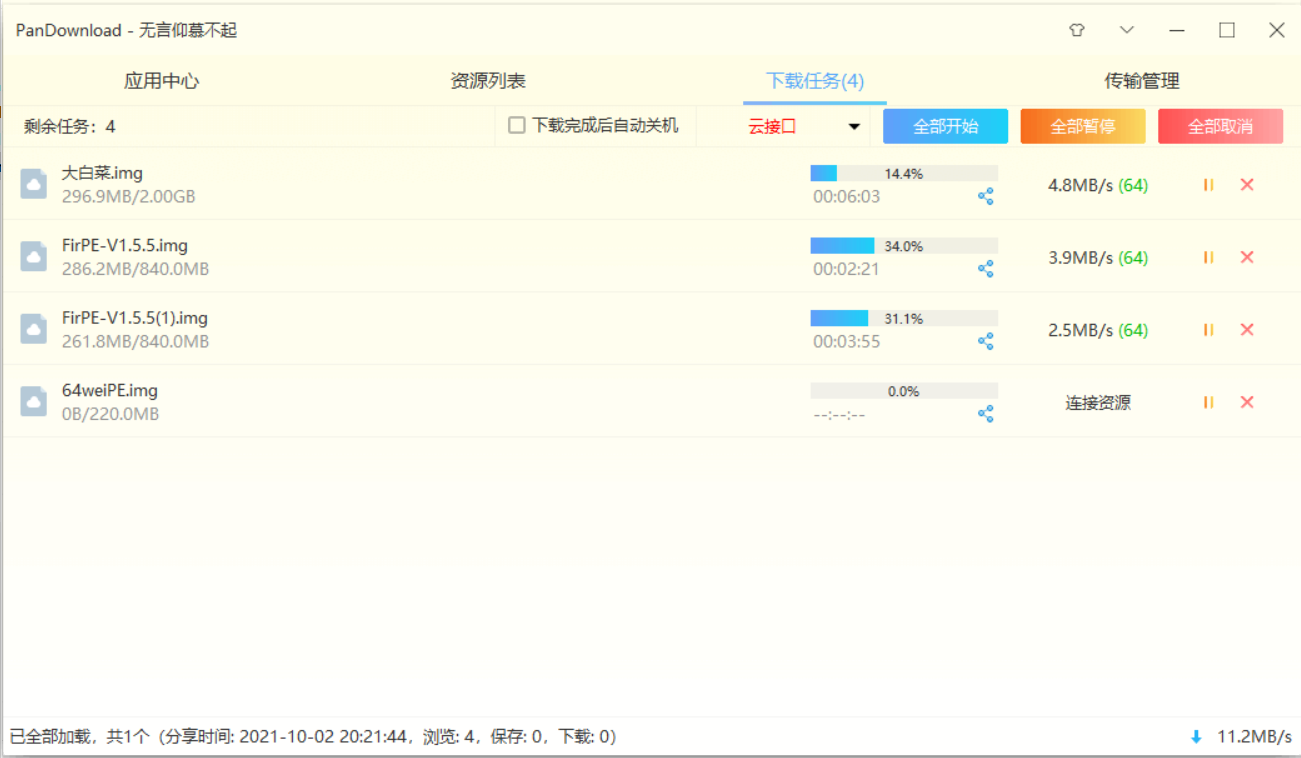 PanDownload - 无言仰慕不起
应用中心 资源列表 下载任务(4) 传输管理
剩余任务：4 下载完成后自动关机 云接口 全部开始 全部暂停 全部取消
大白菜.img 14.4%
296.9MB/2.00GB 00:06:03 4.8MB/s (64)
FirPE-V1.5.5.img 34.0%
286.2MB/840.0MB 00:02:21 3.9MB/s (64)
FirPE-V1.5.5(1).img 31.1%
261.8MB/840.0MB 00:03:55 2.5MB/s (64)
64weiPE.img 0.0%
0B/220.0MB --:--:-- 连接资源
已全部加载，共1个（分享时间: 2021-10-02 20:21:44，浏览: 4，保存: 0，下载: 0） 11.2MB/s